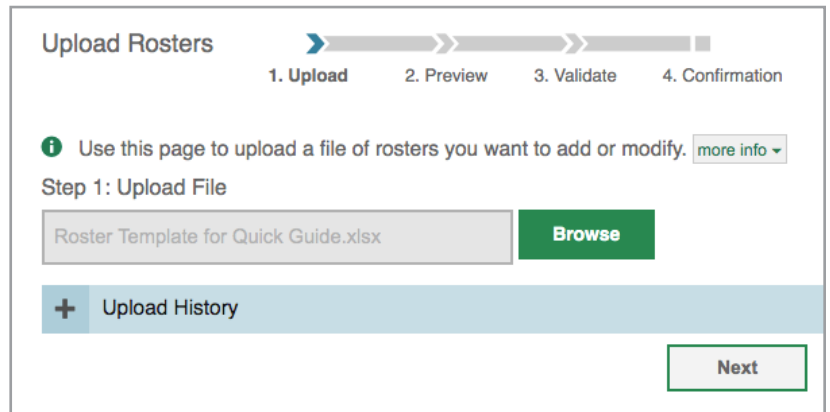 Upload Rosters
1. Upload 2. Preview 3. Validate 4. Confirmation
Use this page to upload a file of rosters you want to add or modify. more info
Step 1: Upload File
Roster Template for Quick Guide.xlsx Browse
Upload History
Next